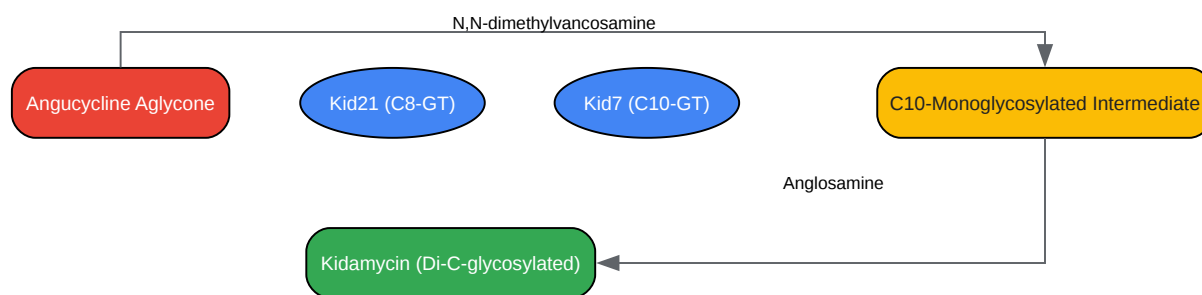 N,N-dimethylvancosamine
Angucycline Aglycone
Kid21 (C8-GT)
Kid7 (C10-GT)
C10-Monoglycosylated Intermediate
Anglosamine
Kidamycin (Di-C-glycosylated)